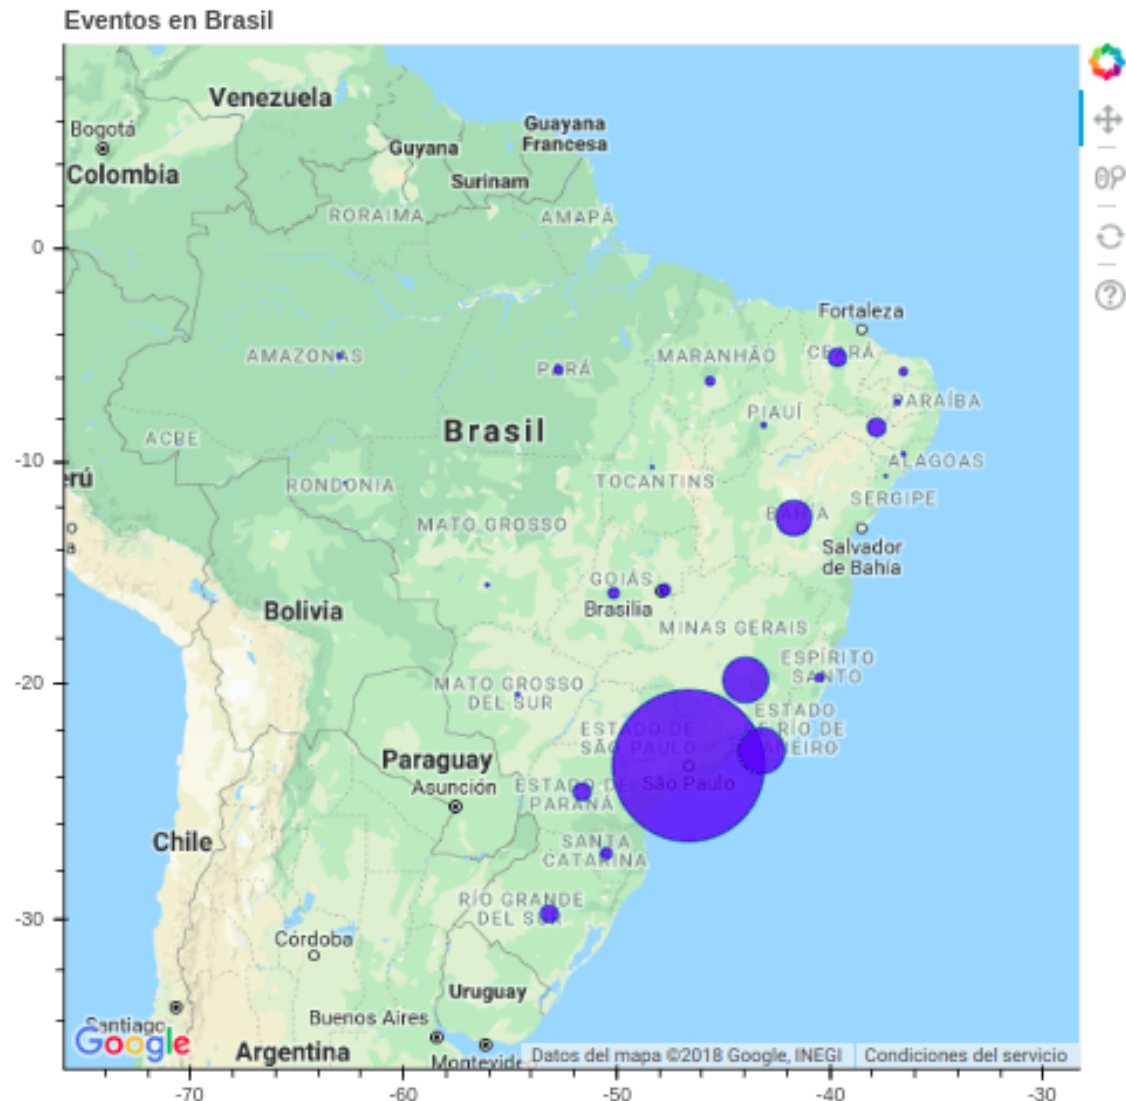 Eventos en Brasil
Venezuela
Bogotá
Colombia
Guyana
Guayana
Francesa
Surinam
RORAIMA
AMAPÁ
0
Fortaleza
AMAZONAS
PARÁ
MARANHÃO
CEARÁ
PIAUÍ
PARAÍBA
Brasil
ACRE
-10
ALAGOAS
rú
RONDONIA
TOCANTINS
SERGIPE
MATO GROSSO
BAHÍA
a
Salvador
de Bahía
GOIÁS
Brasilia
Bolivia
MINAS GERAIS
ESPÍRITO
SANTO
-20
MATO GROSSO
DEL SUR
ESTADO DE
SÃO PAULO
ESTADO
RÍO DE
JANEIRO
Paraguay
Asunción
São Paulo
ESTADO DE
PARANÁ
Chile
SANTA
CATARINA
RÍO GRANDE
DEL SUR
-30
Córdoba
Uruguay
Santiago
Buenos Aires
Google
Argentina
Montevide
Datos del mapa ©2018 Google, INEGI
Condiciones del servicio
-70
-60
-50
-40
-30